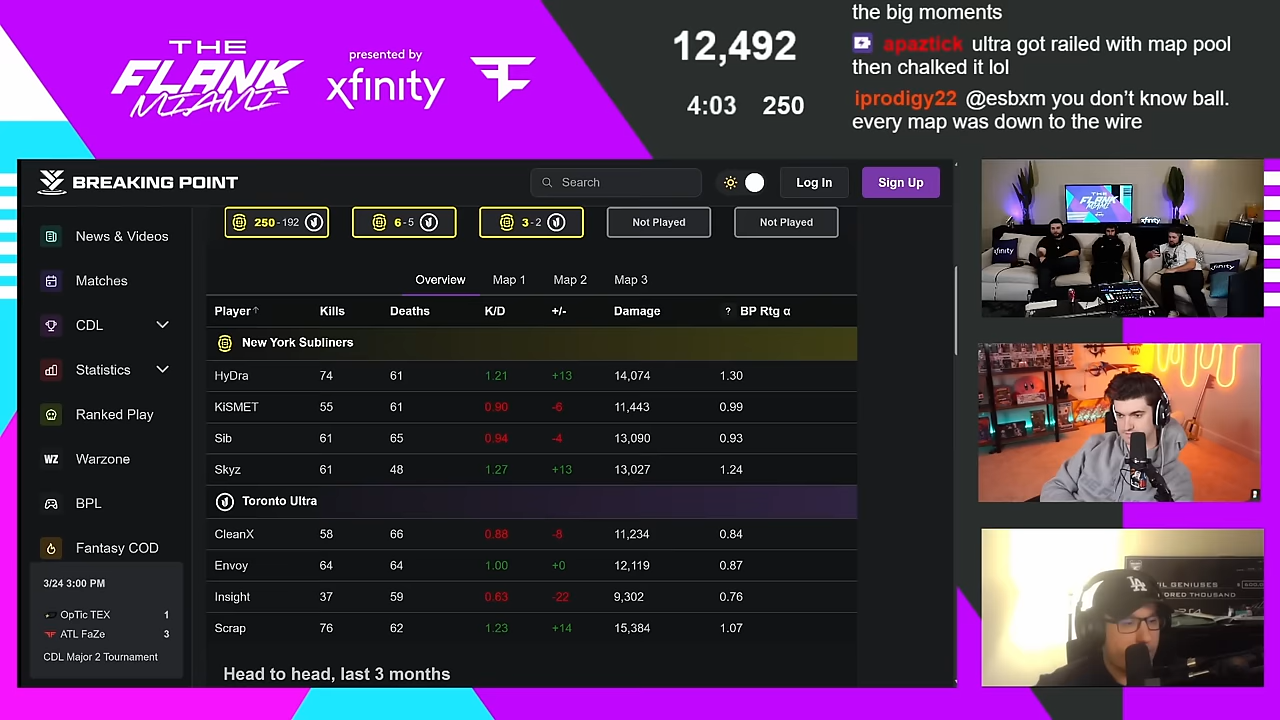 THE
FLANK
MIAMI
presented by
xfinity
12,492
4:03 250
the big moments
apaztick ultra got railed with map pool
then chalked it lol
iprodigy22 @esbxm you don’t know ball.
every map was down to the wire
BREAKING POINT
Search
Log In
Sign Up
News & Videos
Matches
CDL
Statistics
Ranked Play
WZ Warzone
BPL
Fantasy COD
3/24 3:00 PM
OpTic TEX 1
ATL FaZe 3
CDL Major 2 Tournament
250 - 192
6 - 5
3 - 2
Not Played
Not Played
Overview Map 1 Map 2 Map 3
Player↑ Kills Deaths K/D +/- Damage ? BP Rtg α
New York Subliners
HyDra 74 61 1.21 +13 14,074 1.30
KiSMET 55 61 0.90 -6 11,443 0.99
Sib 61 65 0.94 -4 13,090 0.93
Skyz 61 48 1.27 +13 13,027 1.24
Toronto Ultra
CleanX 58 66 0.88 -8 11,234 0.84
Envoy 64 64 1.00 +0 12,119 0.87
Insight 37 59 0.63 -22 9,302 0.76
Scrap 76 62 1.23 +14 15,384 1.07
Head to head, last 3 months
xfinity
xfinity
LA